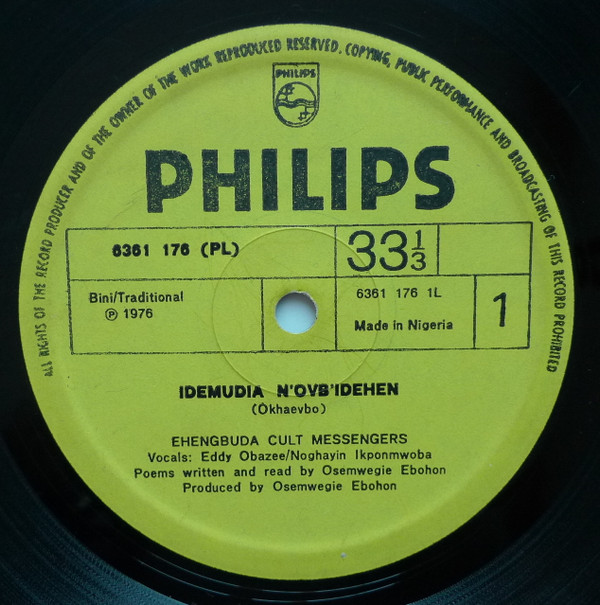 ALL RIGHTS OF THE RECORD PRODUCER AND OF THE OWNER OF THE WORK REPRODUCED RESERVED. COPYING, PUBLIC PERFORMANCE AND BROADCASTING OF THIS RECORD PROHIBITED
PHILIPS
PHILIPS
6361 176 (PL)
33 1/3
Bini/Traditional
Ⓟ 1976
6361 176 1L
Made in Nigeria
1
IDEMUDIA N'OVB'IDEHEN
(Okhaevbo)
EHENGBUDA CULT MESSENGERS
Vocals: Eddy Obazee/Noghayin Ikponmwoba
Poems written and read by Osemwegie Ebohon
Produced by Osemwegie Ebohon